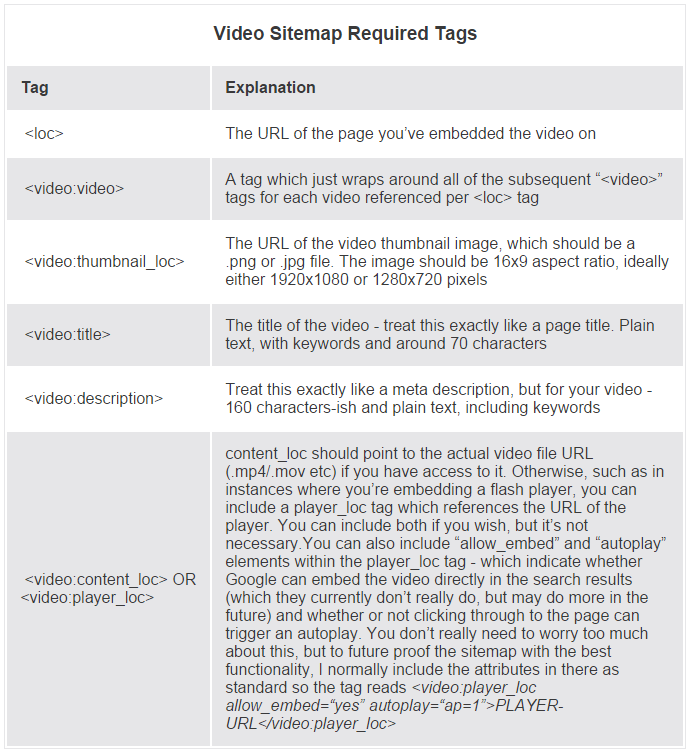 Video Sitemap Required Tags
Tag Explanation
<loc> The URL of the page you’ve embedded the video on
<video:video> A tag which just wraps around all of the subsequent “<video>”
tags for each video referenced per <loc> tag
<video:thumbnail_loc> The URL of the video thumbnail image, which should be a
.png or .jpg file. The image should be 16x9 aspect ratio, ideally
either 1920x1080 or 1280x720 pixels
<video:title> The title of the video - treat this exactly like a page title. Plain
text, with keywords and around 70 characters
<video:description> Treat this exactly like a meta description, but for your video -
160 characters-ish and plain text, including keywords
<video:content_loc> OR
<video:player_loc>
content_loc should point to the actual video file URL
(.mp4/.mov etc) if you have access to it. Otherwise, such as in
instances where you’re embedding a flash player, you can
include a player_loc tag which references the URL of the
player. You can include both if you wish, but it’s not
necessary.You can also include “allow_embed” and “autoplay”
elements within the player_loc tag - which indicate whether
Google can embed the video directly in the search results
(which they currently don’t really do, but may do more in the
future) and whether or not clicking through to the page can
trigger an autoplay. You don’t really need to worry too much
about this, but to future proof the sitemap with the best
functionality, I normally include the attributes in there as
standard so the tag reads <video:player_loc
allow_embed=“yes” autoplay=“ap=1”>PLAYER-
URL</video:player_loc>